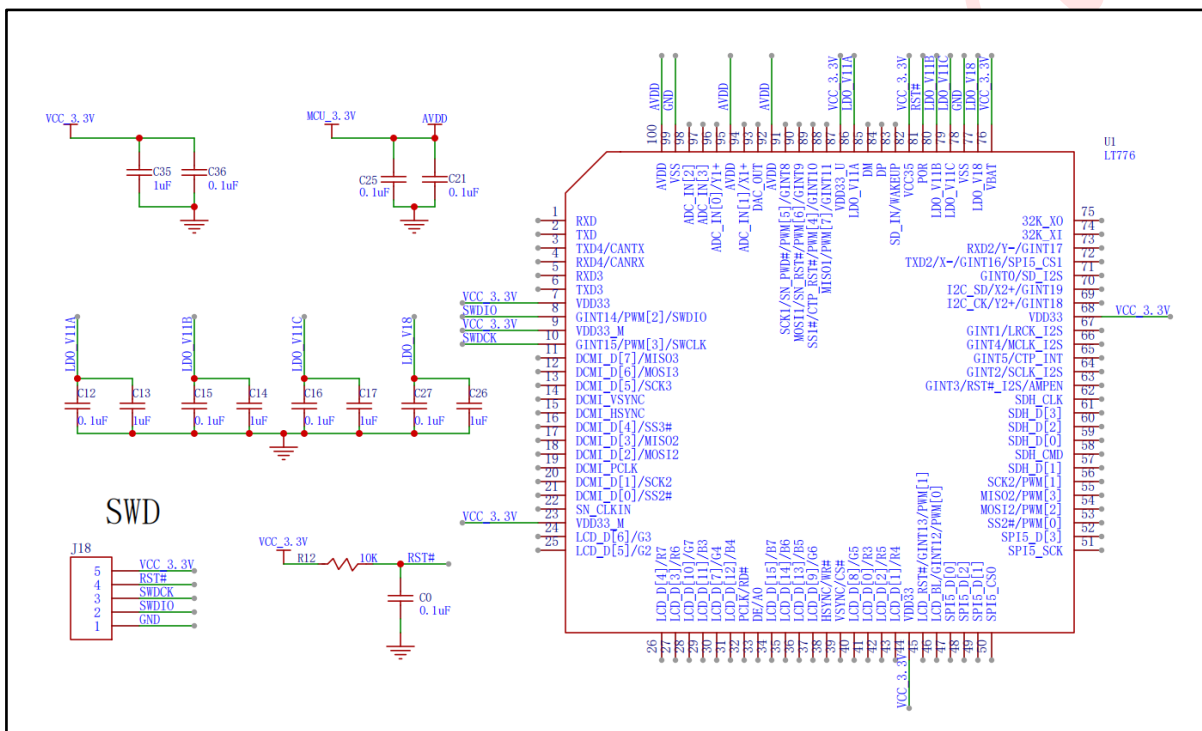 VCC_3.3V
C35
1uF
C36
0.1uF
MCU_3.3V
AVDD
C25
0.1uF
C21
0.1uF
LDO_V11A
LDO_V11B
LDO_V11C
LDO_V18
C12
0.1uF
C13
1uF
C15
0.1uF
C14
1uF
C16
0.1uF
C17
1uF
C27
0.1uF
C26
1uF
SWD
J18
5 VCC_3.3V
4 RST#
3 SWDCK
2 SWDIO
1 GND
VCC_3.3V
R12
10K
RST#
C0
0.1uF
U1
LT776
AVDD
GND
AVDD
AVDD
VCC_3.3V
LDO_V11A
VCC_3.3V
RST#
LDO_V11B
LDO_V11C
GND
LDO_V18
VCC_3.3V
100 AVDD
99 VSS
98 ADC_IN[2]
97 ADC_IN[3]
96 ADC_IN[0]/Y1+
95 AVDD
94 ADC_IN[1]/X1+
93 DAC_OUT
92 AVDD
91 SCK1/SN_PWD#/PWM[5]/GINT8
90 MOSI1/SN_RST#/PWM[6]/GINT9
89 SS1#/CTP_RST#/PWM[4]/GINT10
88 MISO1/PWM[7]/GINT11
87 VDD33_U
86 LDO_V11A
85 DM
84 DP
83 SD_IN/WAKEUP
82 VCC35
81 POR
80 LDO_V11B
79 LDO_V11C
78 VSS
77 LDO_V18
76 VBAT
1 RXD
2 TXD
3 TXD4/CANTX
4 RXD4/CANRX
5 RXD3
6 TXD3
VCC_3.3V 7 VDD33
SWDIO 8 GINT14/PWM[2]/SWDIO
VCC_3.3V 9 VDD33_M
SWDCK 10 GINT15/PWM[3]/SWCLK
11 DCMI_D[7]/MISO3
12 DCMI_D[6]/MOSI3
13 DCMI_D[5]/SCK3
14 DCMI_VSYNC
15 DCMI_HSYNC
16 DCMI_D[4]/SS3#
17 DCMI_D[3]/MISO2
18 DCMI_D[2]/MOSI2
19 DCMI_PCLK
20 DCMI_D[1]/SCK2
21 DCMI_D[0]/SS2#
22 SN_CLKIN
VCC_3.3V 23 VDD33_M
24 LCD_D[6]/G3
25 LCD_D[5]/G2
32K_XO 75
32K_XI 74
RXD2/Y-/GINT17 73
TXD2/X-/GINT16/SPI5_CS1 72
GINT0/SD_I2S 71
I2C_SD/X2+/GINT19 70
I2C_CK/Y2+/GINT18 69
VDD33 68 VCC_3.3V
GINT1/LRCK_I2S 67
GINT4/MCLK_I2S 66
GINT5/CTP_INT 65
GINT2/SCLK_I2S 64
GINT3/RST#_I2S/AMPEN 63
SDH_CLK 62
SDH_D[3] 61
SDH_D[2] 60
SDH_D[0] 59
SDH_CMD 58
SDH_D[1] 57
SCK2/PWM[1] 56
MISO2/PWM[3] 55
MOSI2/PWM[2] 54
SS2#/PWM[0] 53
SPI5_D[3] 52
SPI5_SCK 51
26 LCD_D[4]/R7
27 LCD_D[3]/R6
28 LCD_D[10]/G7
29 LCD_D[11]/B3
30 LCD_D[7]/G4
31 LCD_D[12]/B4
32 PCLK/RD#
33 DE/A0
34 LCD_D[15]/B7
35 LCD_D[14]/B6
36 LCD_D[13]/B5
37 LCD_D[9]/G6
38 HSYNC/WR#
39 VSYNC/CS#
40 LCD_D[8]/G5
41 LCD_D[0]/R3
42 LCD_D[2]/R5
43 LCD_D[1]/R4
44 VDD33
45 LCD_RST#/GINT13/PWM[1]
46 LCD_BL/GINT12/PWM[0]
47 SPI5_D[0]
48 SPI5_D[2]
49 SPI5_D[1]
50 SPI5_CS0
VCC_3.3V